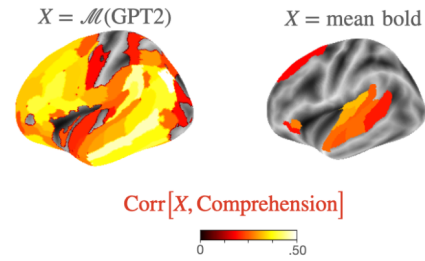 X = ℳ(GPT2)
X = mean bold
Corr[X, Comprehension]
0 .50